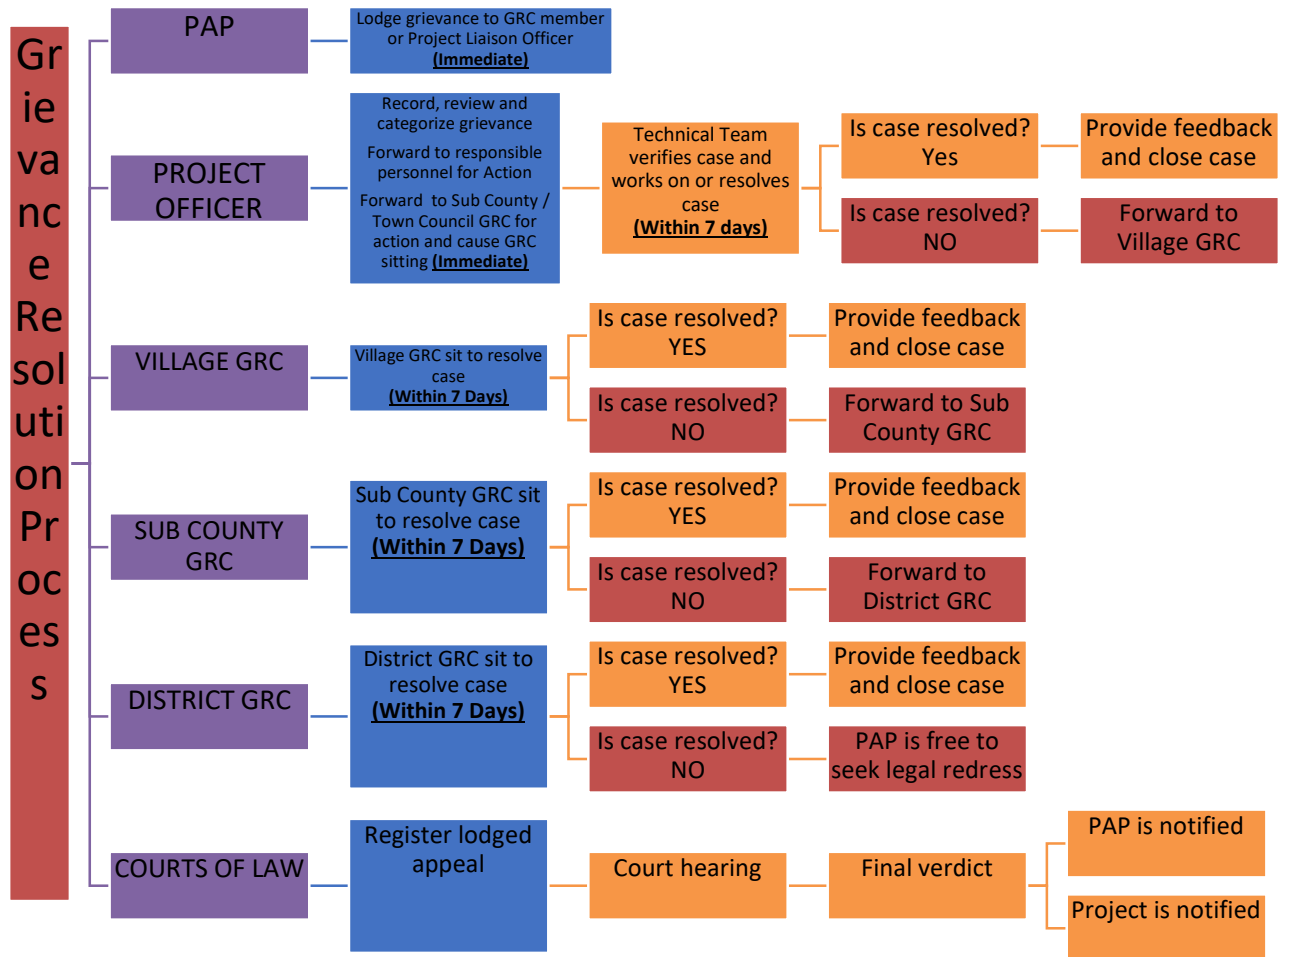 Gr
ie
va
nc
e
Re
sol
uti
on
Pr
oc
es
s
PAP
Lodge grievance to GRC member
or Project Liaison Officer
(Immediate)
PROJECT
OFFICER
Record, review and
categorize grievance
Forward to responsible
personnel for Action
Forward to Sub County /
Town Council GRC for
action and cause GRC
sitting (Immediate)
Technical Team
verifies case and
works on or resolves
case
(Within 7 days)
Is case resolved?
Yes
Provide feedback
and close case
Is case resolved?
NO
Forward to
Village GRC
VILLAGE GRC
Village GRC sit to resolve
case
(Within 7 Days)
Is case resolved?
YES
Provide feedback
and close case
Is case resolved?
NO
Forward to Sub
County GRC
SUB COUNTY
GRC
Sub County GRC sit
to resolve case
(Within 7 Days)
Is case resolved?
YES
Provide feedback
and close case
Is case resolved?
NO
Forward to
District GRC
DISTRICT GRC
District GRC sit to
resolve case
(Within 7 Days)
Is case resolved?
YES
Provide feedback
and close case
Is case resolved?
NO
PAP is free to
seek legal redress
COURTS OF LAW
Register lodged
appeal
Court hearing
Final verdict
PAP is notified
Project is notified